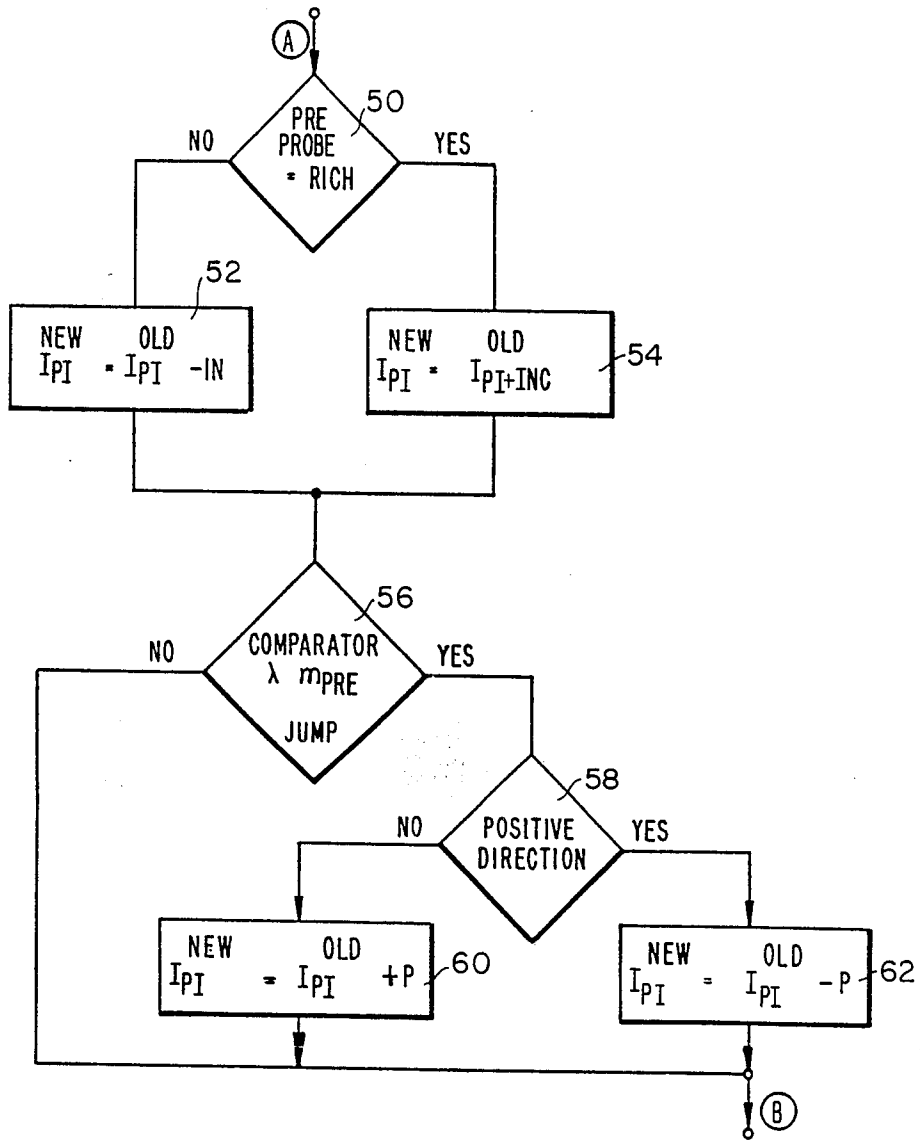 A
PRE
PROBE
= RICH
50
NO
YES
52
NEW OLD
IPI = IPI -IN
NEW OLD
IPI = IPI+INC
54
COMPARATOR
λ mPRE
JUMP
56
NO
YES
POSITIVE
DIRECTION
58
NO
YES
NEW OLD
IPI = IPI +P
60
NEW OLD
IPI = IPI -P
62
B